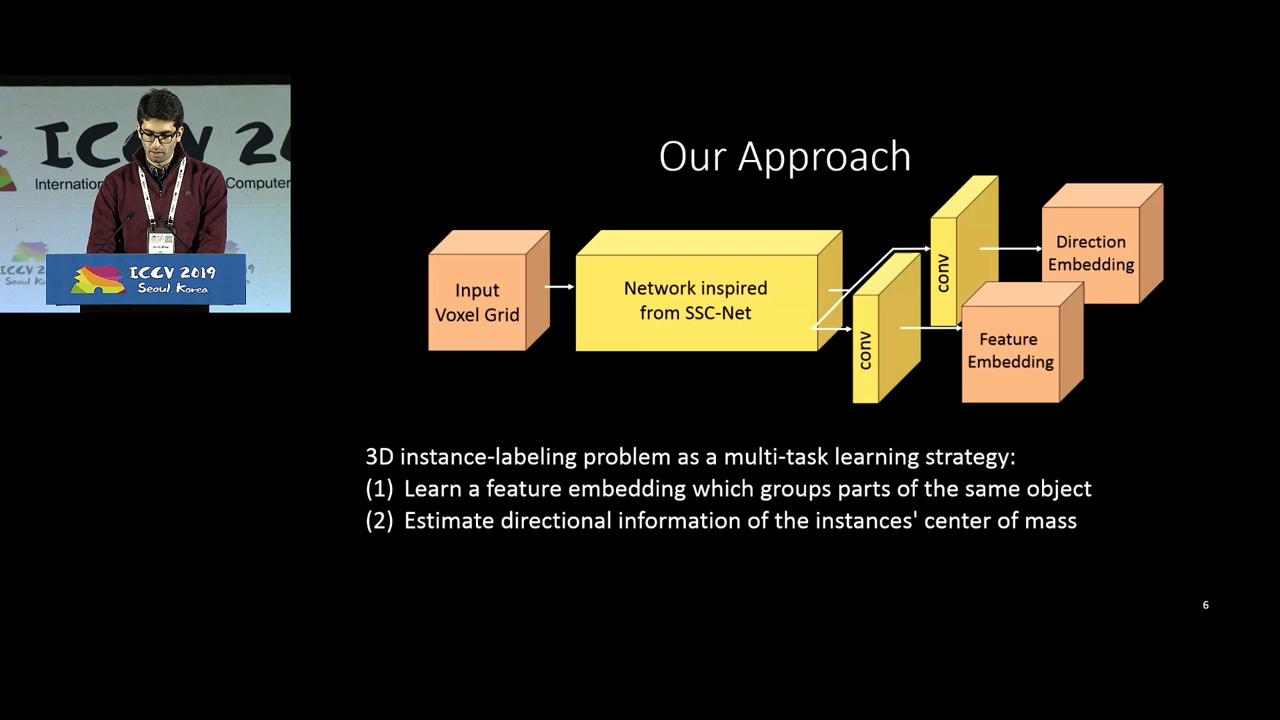 ICCV 20
Internation
Computer
ICCV 2019
Seoul, Korea
Our Approach
Input
Voxel Grid
Network inspired
from SSC-Net
conv
conv
Direction
Embedding
Feature
Embedding
3D instance-labeling problem as a multi-task learning strategy:
(1) Learn a feature embedding which groups parts of the same object
(2) Estimate directional information of the instances' center of mass
6